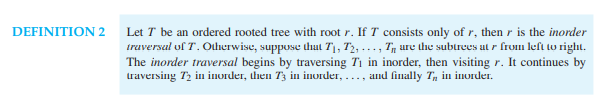 DEFINITION 2 Let T be an ordered rooted tree with root r. If T consists only of r, then r is the inorder
traversal of T. Otherwise, suppose that T₁, T₂, . . . , Tₙ are the subtrees at r from left to right.
The inorder traversal begins by traversing T₁ in inorder, then visiting r. It continues by
traversing T₂ in inorder, then T₃ in inorder, . . . , and finally Tₙ in inorder.